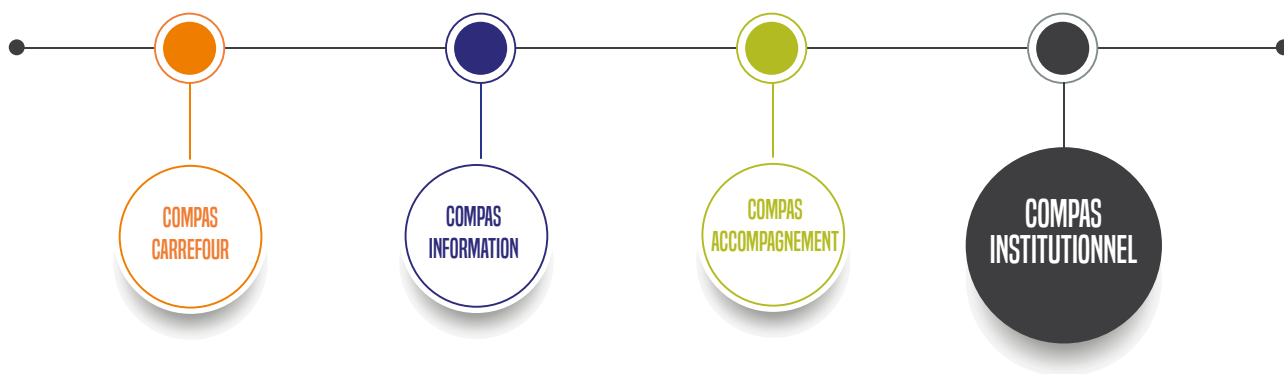 COMPAS
CARREFOUR
COMPAS
INFORMATION
COMPAS
ACCOMPAGNEMENT
COMPAS
INSTITUTIONNEL